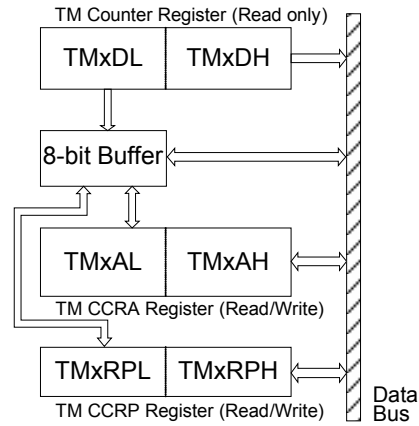 TM Counter Register (Read only)
TMxDL TMxDH
8-bit Buffer
TMxAL TMxAH
TM CCRA Register (Read/Write)
TMxRPL TMxRPH
TM CCRP Register (Read/Write)
Data
Bus